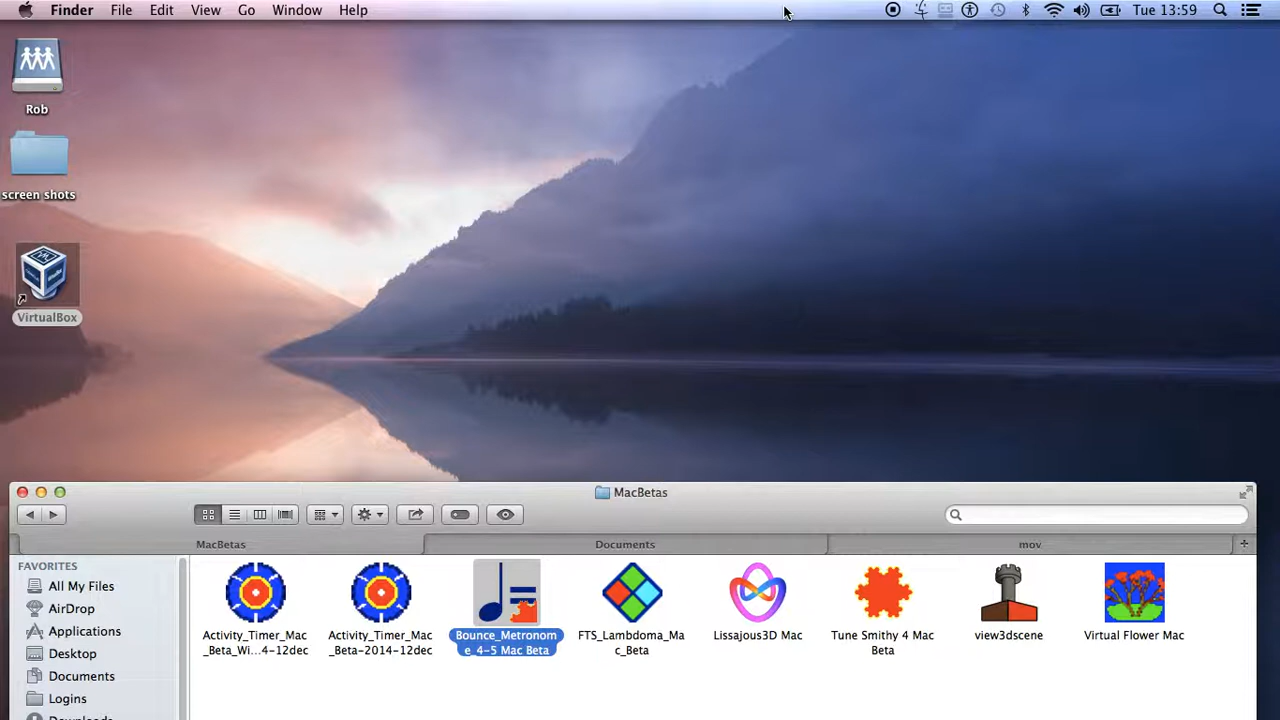 Finder File Edit View Go Window Help Tue 13:59
Rob
screen shots
VirtualBox
MacBetas
MacBetas Documents mov +
FAVORITES
All My Files
AirDrop
Applications
Desktop
Documents
Logins
Downloads
Activity_Timer_Mac
_Beta_Wi...4-12dec
Activity_Timer_Mac
_Beta-2014-12dec
Bounce_Metronom
e_4-5 Mac Beta
FTS_Lambdoma_Ma
c_Beta
Lissajous3D Mac
Tune Smithy 4 Mac
Beta
view3dscene
Virtual Flower Mac